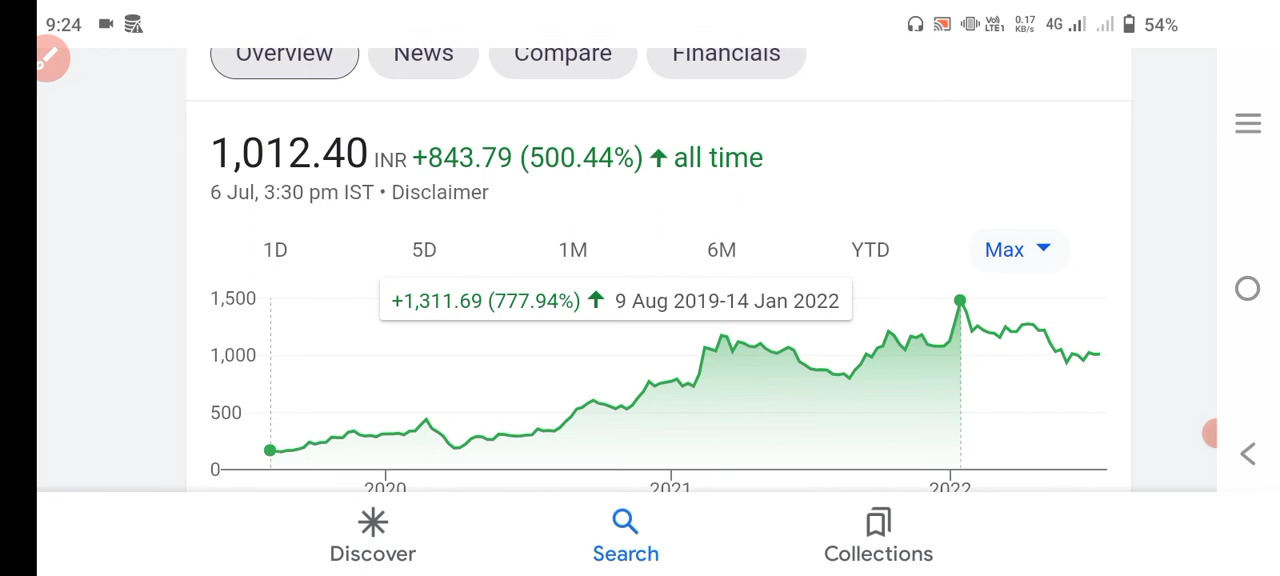 9:24 Vo) LTE1 0.17 KB/s 4G 54%
Overview News Compare Financials
1,012.40 INR +843.79 (500.44%) ↑ all time
6 Jul, 3:30 pm IST • Disclaimer
1D 5D 1M 6M YTD Max
+1,311.69 (777.94%) ↑ 9 Aug 2019-14 Jan 2022
1,500
1,000
500
0
2020 2021 2022
Discover Search Collections